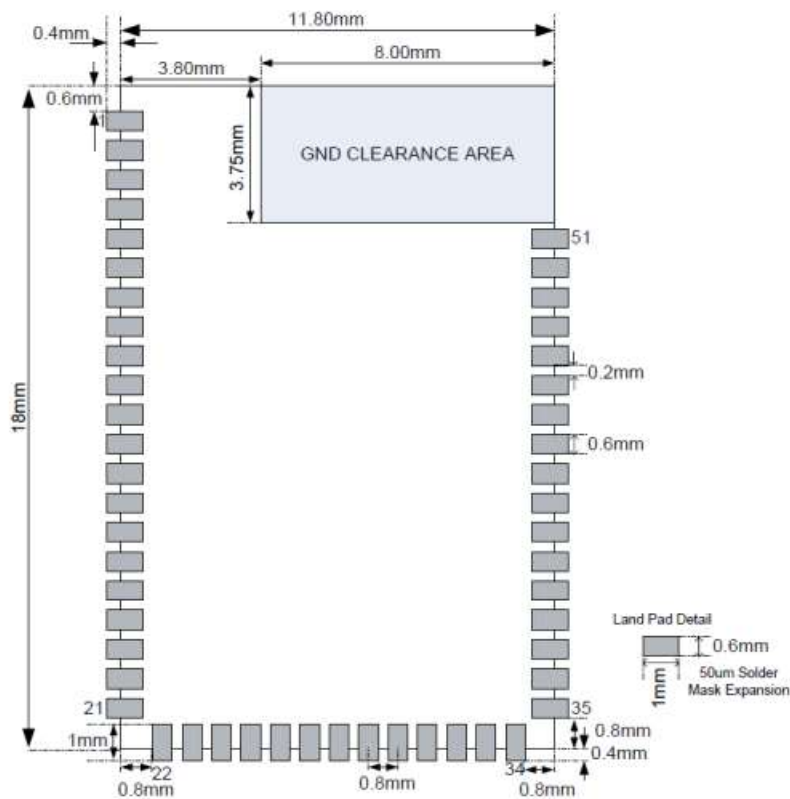 11.80mm
0.4mm
8.00mm
3.80mm
0.6mm
1
3.75mm
GND CLEARANCE AREA
51
0.2mm
18mm
0.6mm
Land Pad Detail
0.6mm
1mm
50um Solder
Mask Expansion
21
35
1mm
0.8mm
0.4mm
22
34
0.8mm
0.8mm
0.8mm